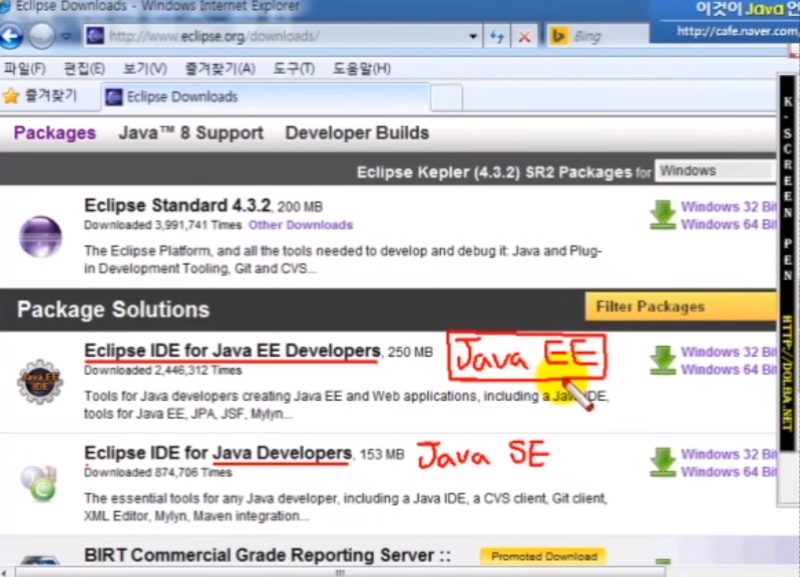 Eclipse Downloads - Windows Internet Explorer
이것이 Java 언
http://www.eclipse.org/downloads/
Bing
http://cafe.naver.com/
파일(F) 편집(E) 보기(V) 즐겨찾기(A) 도구(T) 도움말(H)
즐겨찾기
Eclipse Downloads
Packages Java™ 8 Support Developer Builds
Eclipse Kepler (4.3.2) SR2 Packages for Windows
Eclipse Standard 4.3.2, 200 MB
Downloaded 3,991,741 Times Other Downloads
The Eclipse Platform, and all the tools needed to develop and debug it: Java and Plug-
in Development Tooling, Git and CVS...
Windows 32 Bit
Windows 64 Bit
Package Solutions
Filter Packages
Eclipse IDE for Java EE Developers, 250 MB
Java EE
Downloaded 2,446,312 Times
Tools for Java developers creating Java EE and Web applications, including a Java IDE,
tools for Java EE, JPA, JSF, Mylyn...
Java EE
IDE
Windows 32 Bit
Windows 64 Bit
Eclipse IDE for Java Developers, 153 MB
Java SE
Downloaded 874,706 Times
The essential tools for any Java developer, including a Java IDE, a CVS client, Git client,
XML Editor, Mylyn, Maven integration...
Windows 32 Bit
Windows 64 Bit
BIRT Commercial Grade Reporting Server ::
Promoted Download
K-SCREEN PEN HTTP://DOLBA.NET